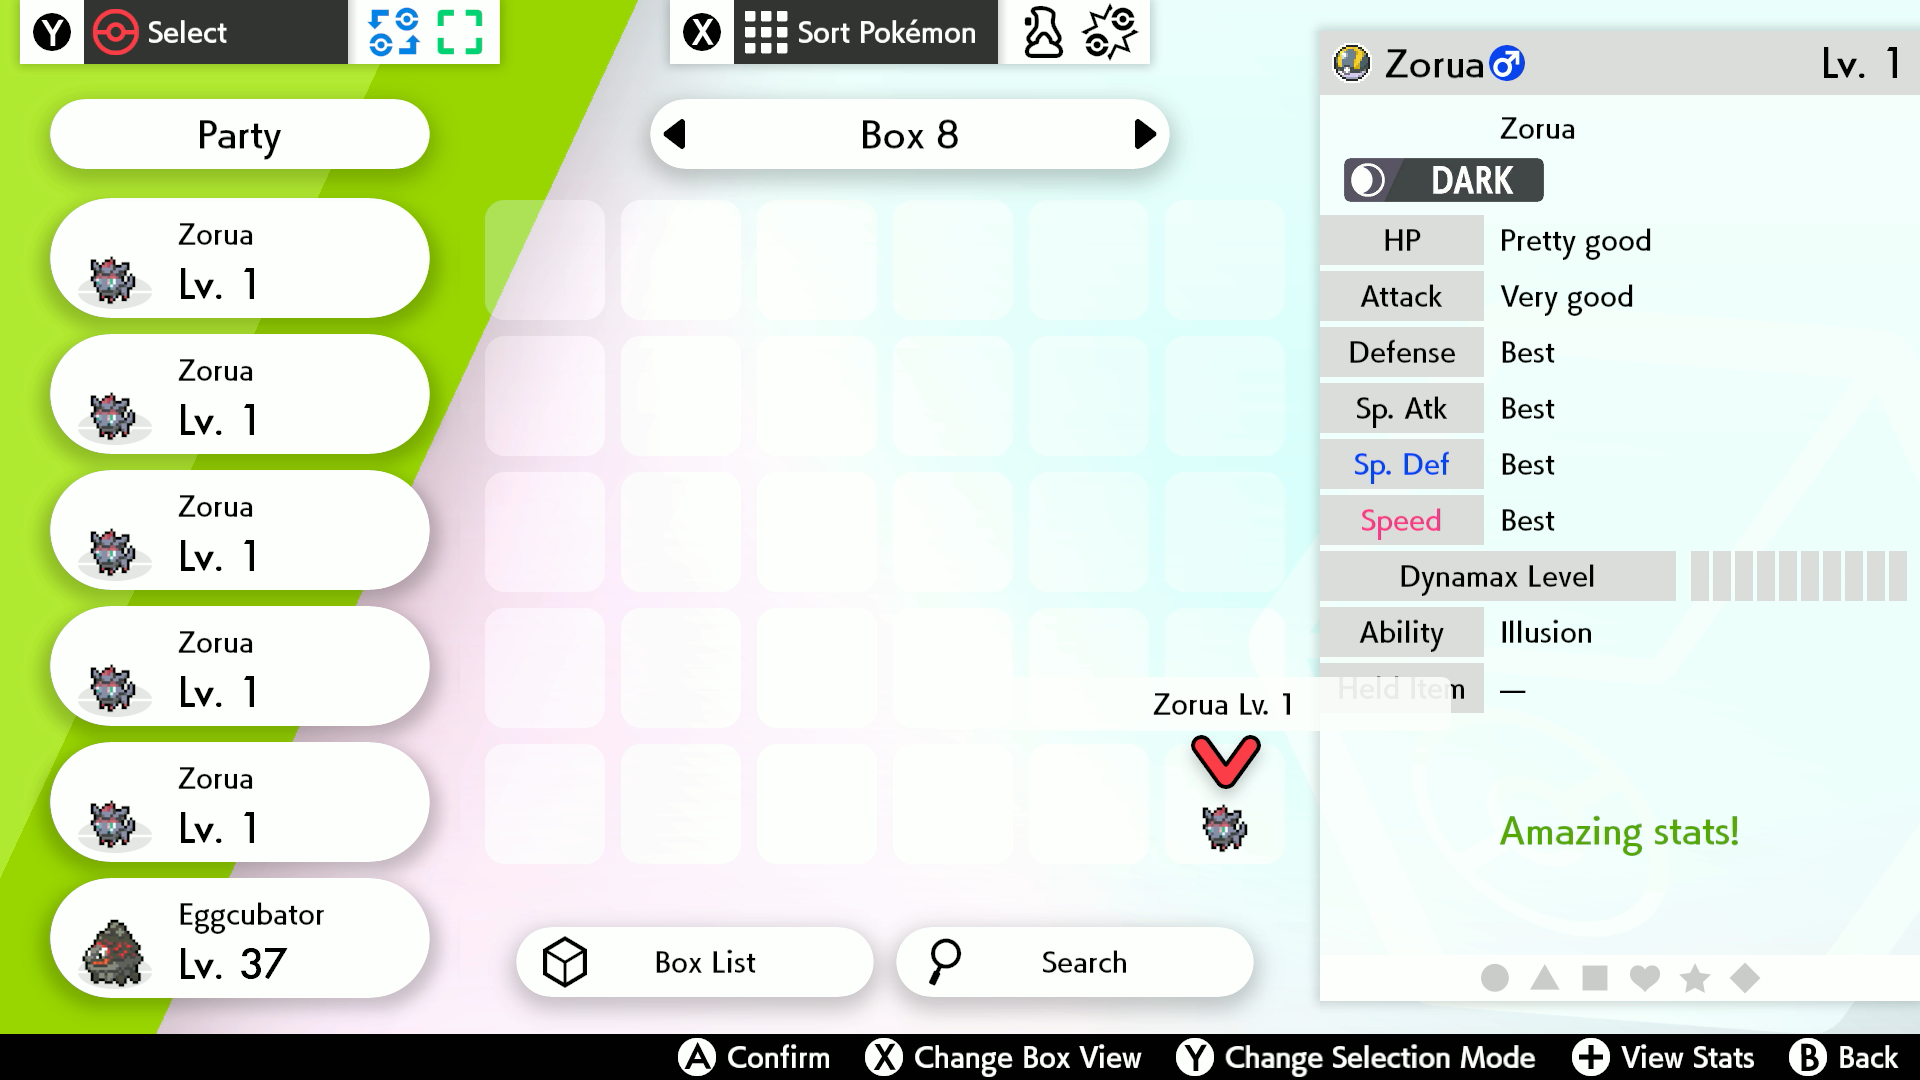 Y Select
X Sort Pokémon
Party
Zorua
Lv. 1
Zorua
Lv. 1
Zorua
Lv. 1
Zorua
Lv. 1
Zorua
Lv. 1
Eggcubator
Lv. 37
Box 8
Zorua Lv. 1
Box List
Search
Zorua Lv. 1
Zorua
DARK
HP Pretty good
Attack Very good
Defense Best
Sp. Atk Best
Sp. Def Best
Speed Best
Dynamax Level
Ability Illusion
Held Item —
Amazing stats!
A Confirm X Change Box View Y Change Selection Mode + View Stats B Back